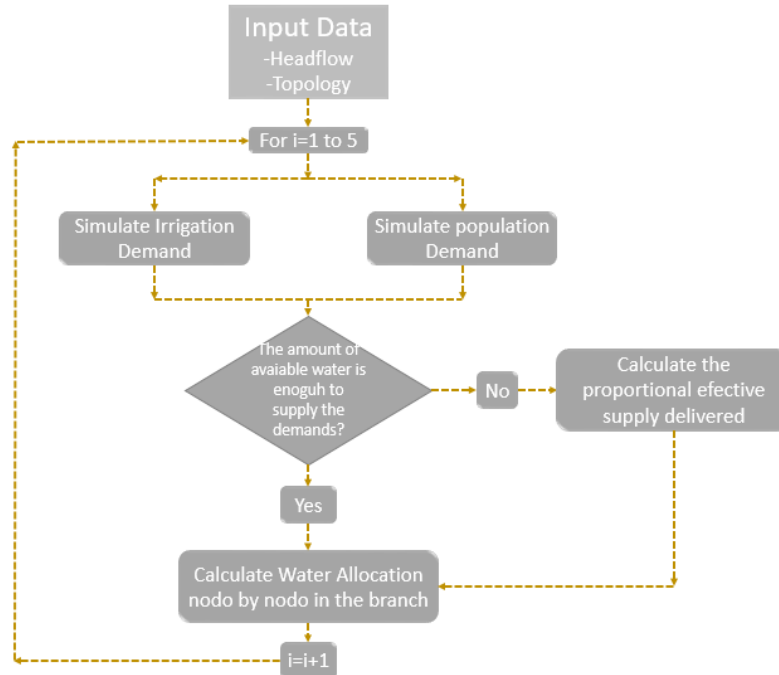 Input Data
-Headflow
-Topology
For i=1 to 5
Simulate Irrigation
Demand
Simulate population
Demand
The amount of
avaiable water is
enoguh to
supply the
demands?
No
Calculate the
proportional efective
supply delivered
Yes
Calculate Water Allocation
nodo by nodo in the branch
i=i+1